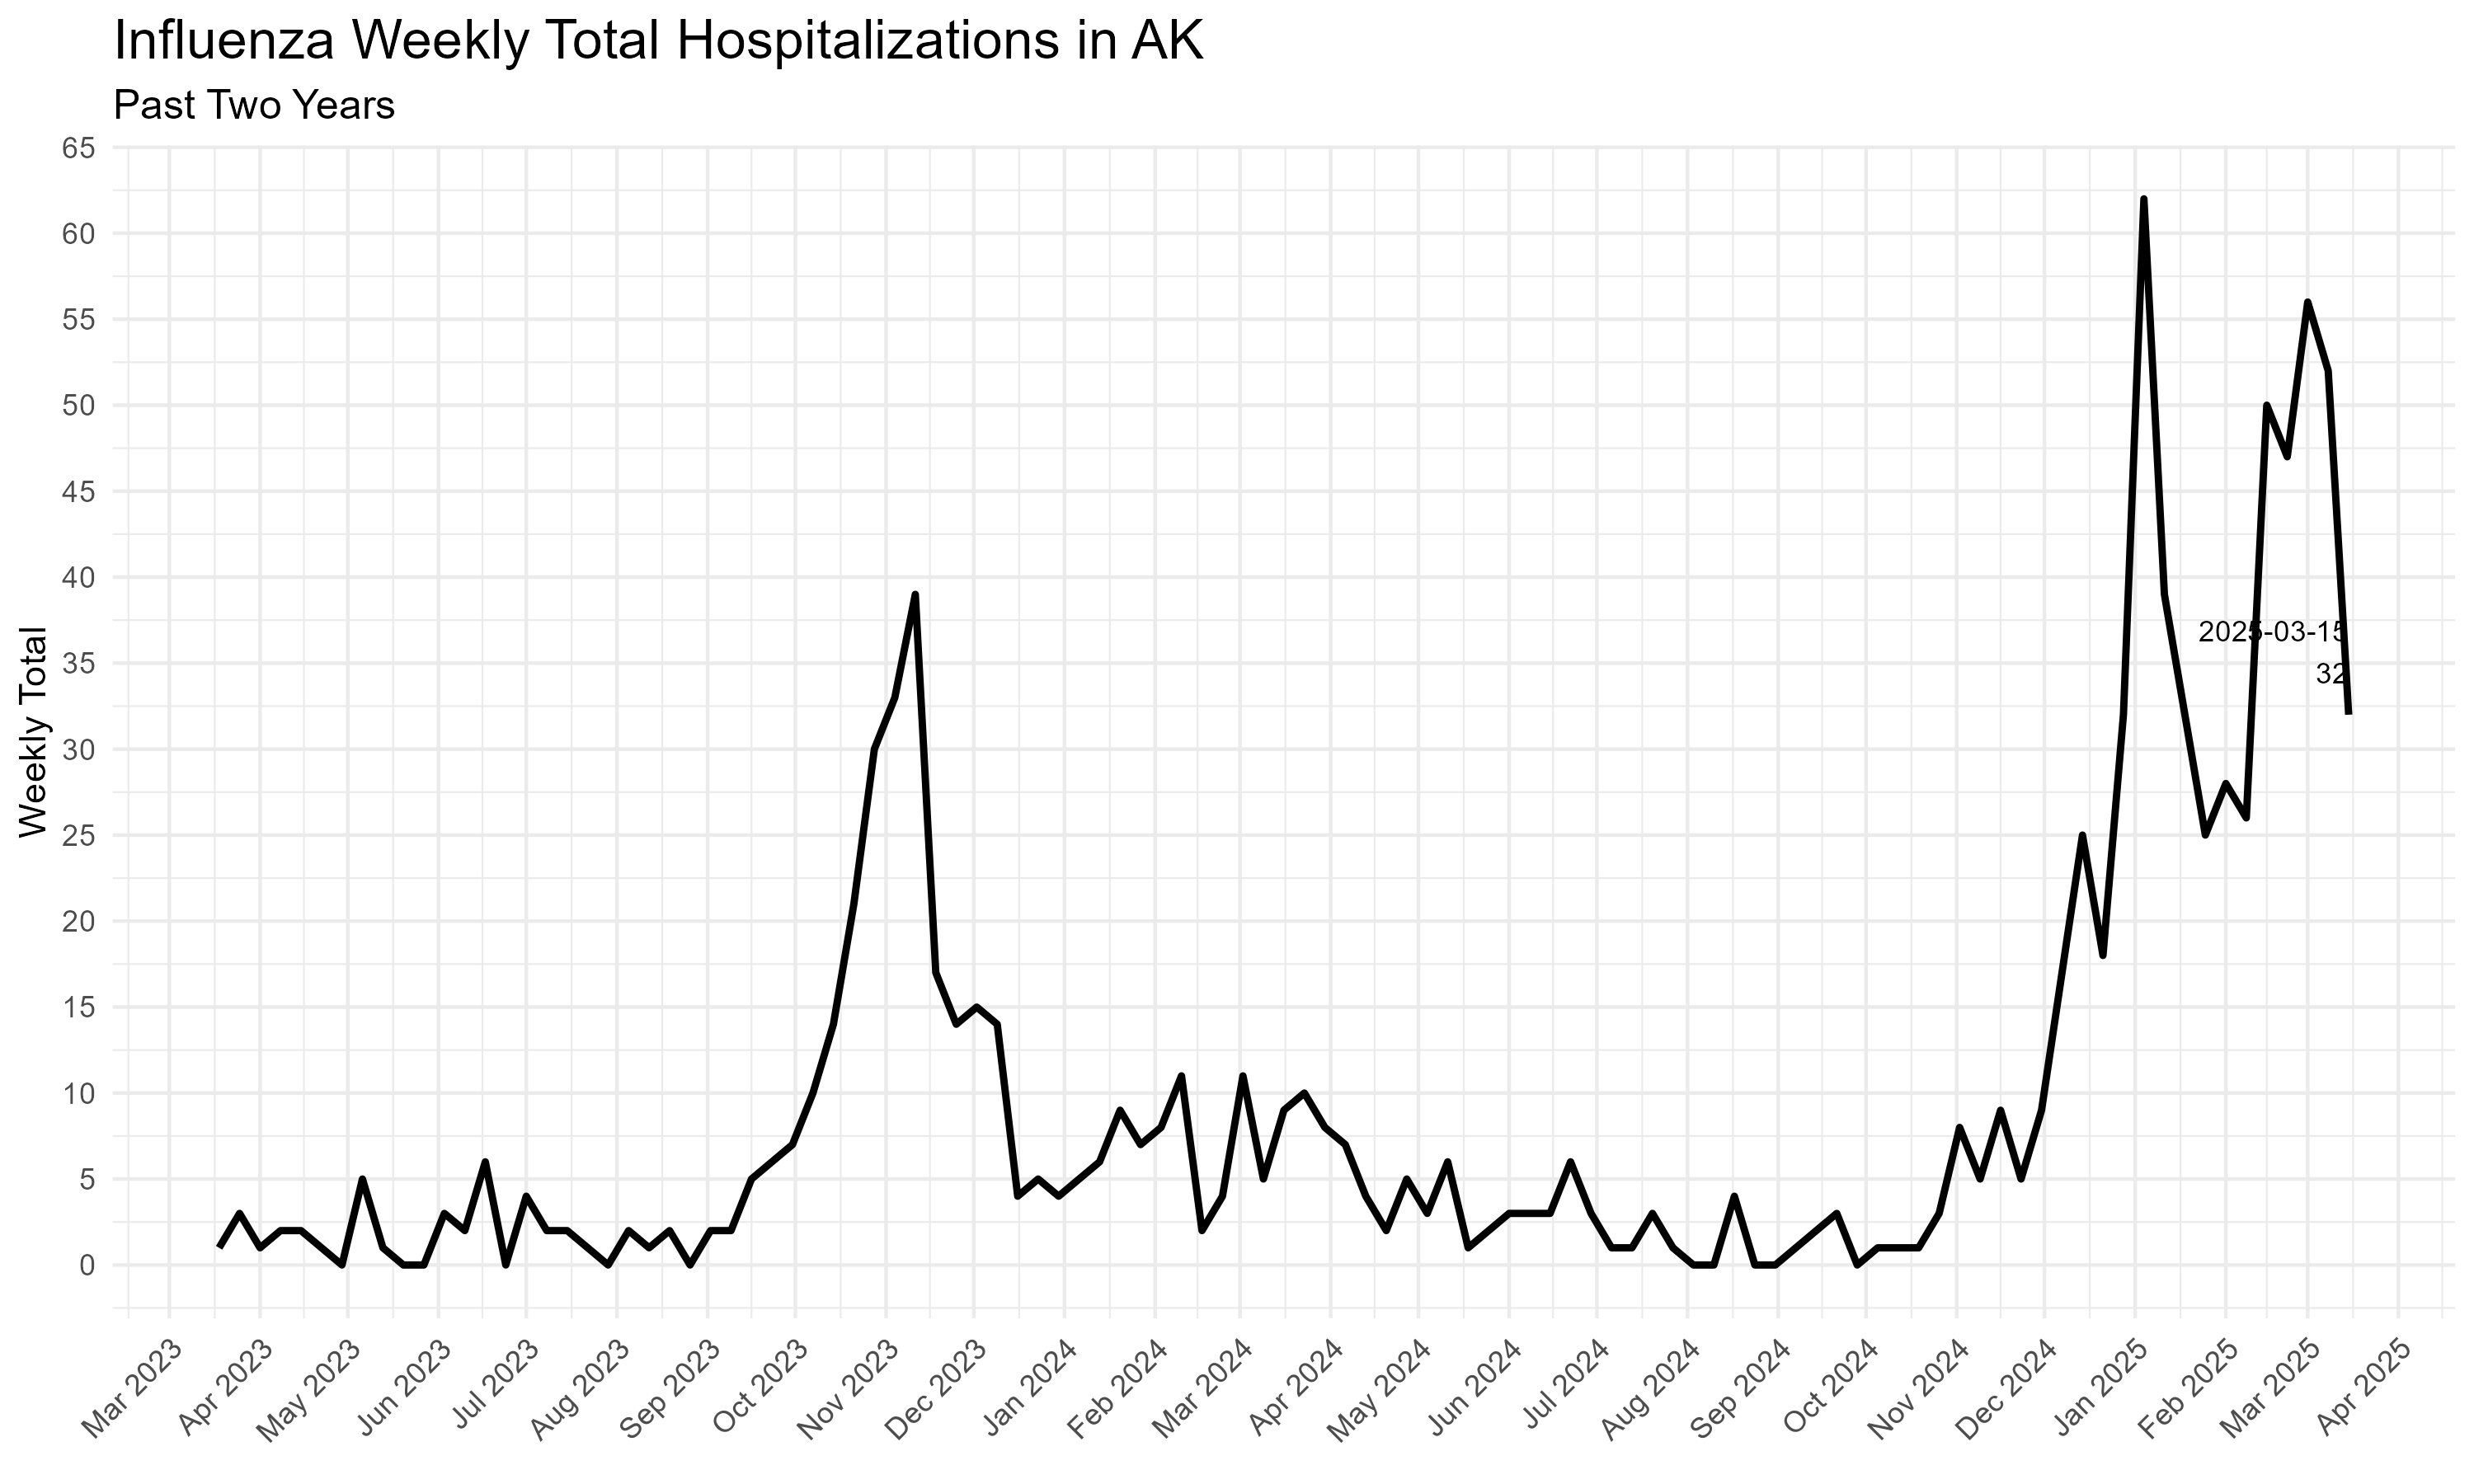 Influenza Weekly Total Hospitalizations in AK
Past Two Years
Weekly Total
65
60
55
50
45
40
35
30
25
20
15
10
5
0
2025-03-15
32
Mar 2023
Apr 2023
May 2023
Jun 2023
Jul 2023
Aug 2023
Sep 2023
Oct 2023
Nov 2023
Dec 2023
Jan 2024
Feb 2024
Mar 2024
Apr 2024
May 2024
Jun 2024
Jul 2024
Aug 2024
Sep 2024
Oct 2024
Nov 2024
Dec 2024
Jan 2025
Feb 2025
Mar 2025
Apr 2025